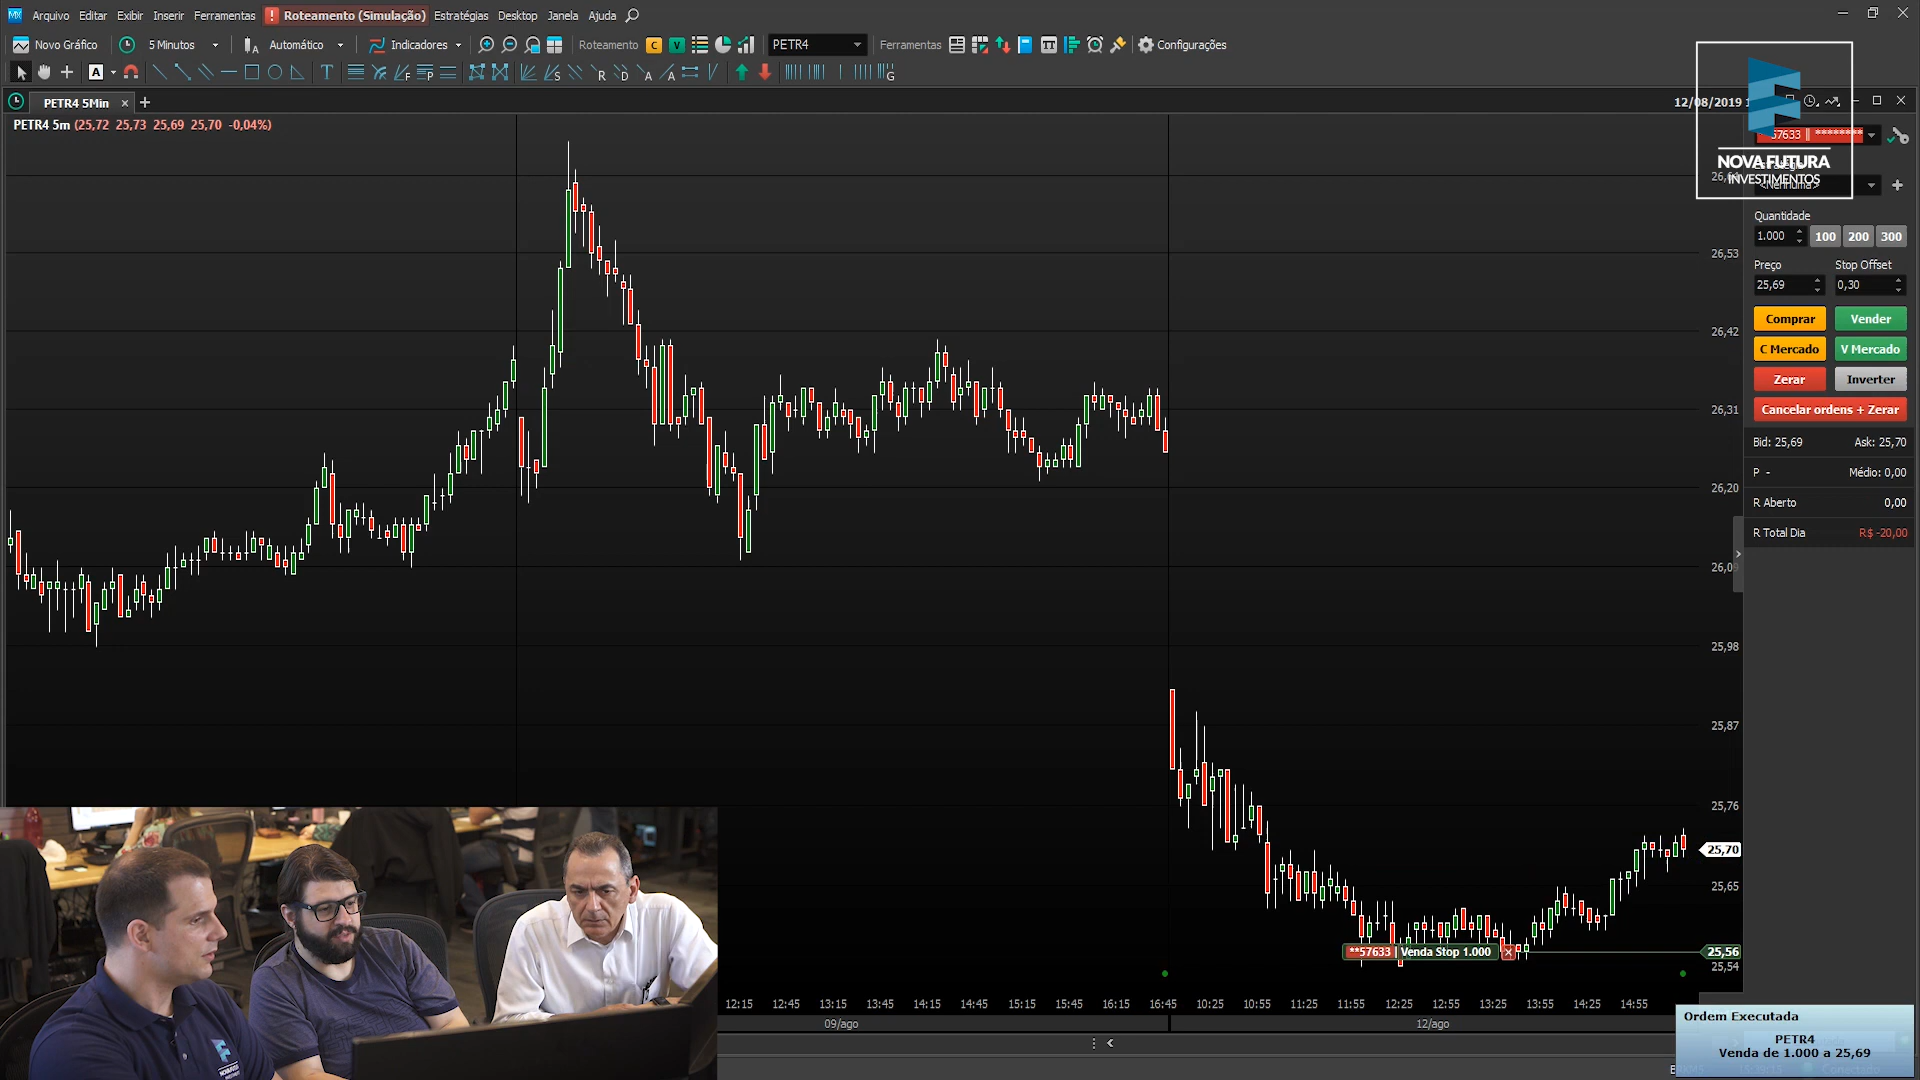 Arquivo Editar Exibir Inserir Ferramentas ! Roteamento (Simulação) Estratégias Desktop Janela Ajuda
Novo Gráfico 5 Minutos Automático Indicadores Roteamento C V PETR4 Ferramentas Configurações
A T
PETR4 5Min
12/08/2019
PETR4 5m (25,72 25,73 25,69 25,70 -0,04%)
57633 | ********
NOVA FUTURA
INVESTIMENTOS
<Nenhuma>
Quantidade
1.000 100 200 300
Preço Stop Offset
25,69 0,30
Comprar Vender
C Mercado V Mercado
Zerar Inverter
Cancelar ordens + Zerar
Bid: 25,69 Ask: 25,70
P - Médio: 0,00
R Aberto 0,00
R Total Dia R$ -20,00
26,53
26,42
26,31
26,20
26,09
25,98
25,87
25,76
25,70
25,65
25,56
25,54
**57633 | Venda Stop 1.000
12:15 12:45 13:15 13:45 14:15 14:45 15:15 15:45 16:15 16:45 10:25 10:55 11:25 11:55 12:25 12:55 13:25 13:55 14:25 14:55
09/ago 12/ago
Ordem Executada
PETR4
Venda de 1.000 a 25,69